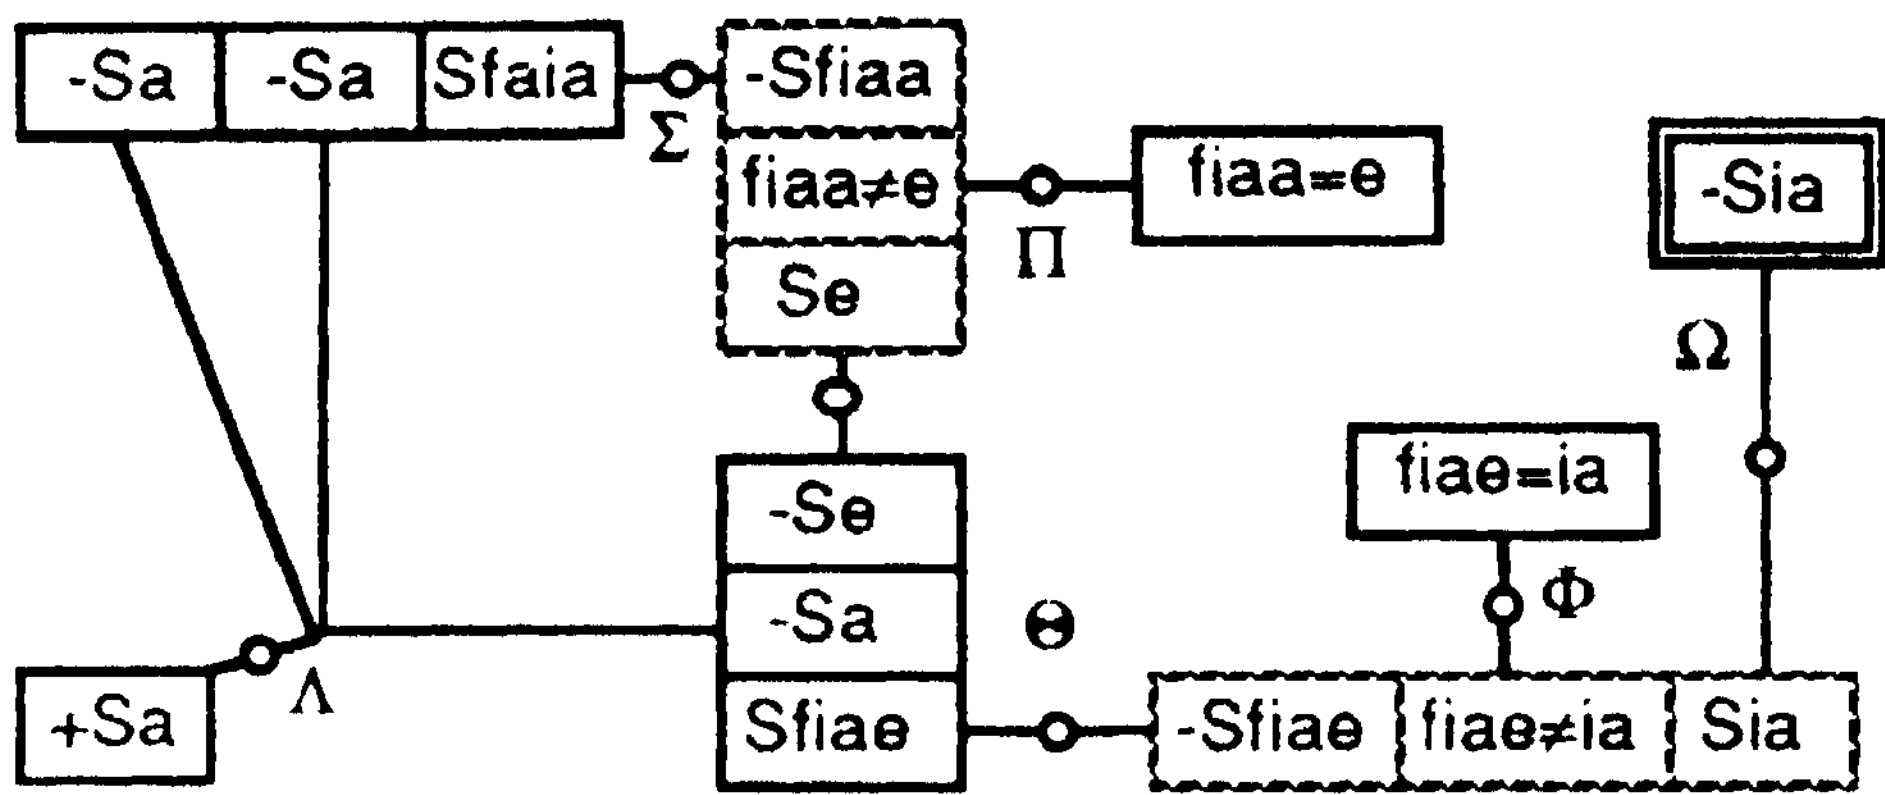 -Sa -Sa Sfaia
Σ
-Sfiaa
fiaa≠e
Se
Π
fiaa=e
-Sia
Ω
fiae=ia
Φ
-Se
-Sa
Sfiae
Θ
+Sa
Λ
-Sfiae fiae≠ia Sia